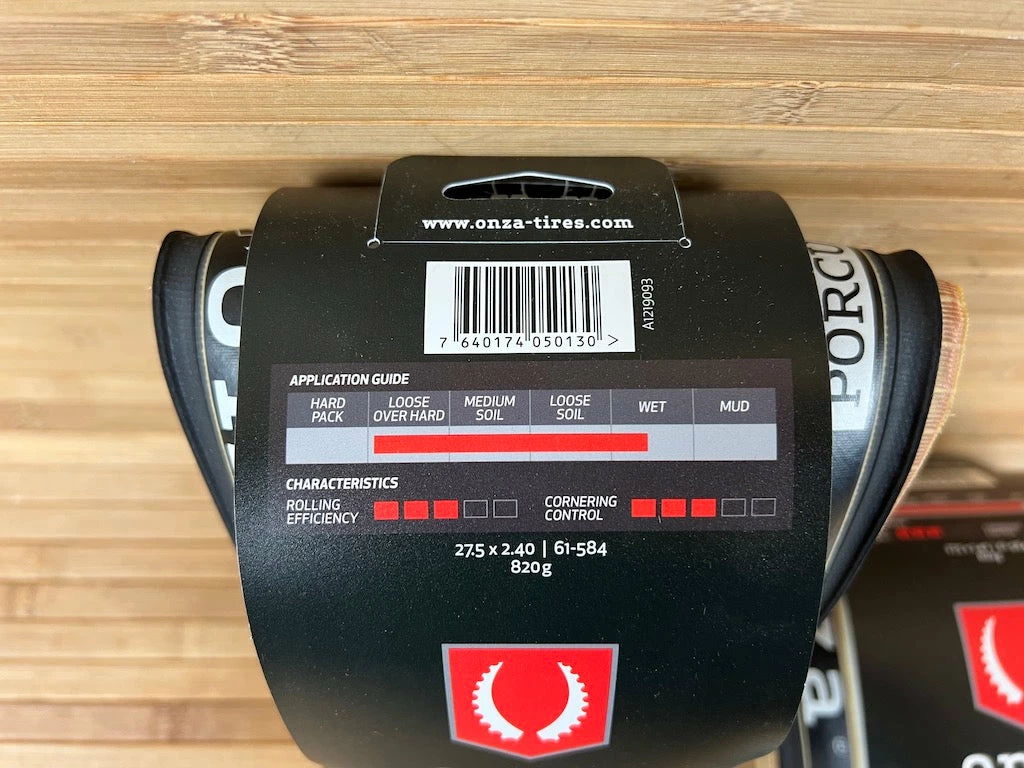 www.onza-tires.com
7 640174 050130 >
A1219093
PORCU
APPLICATION GUIDE
HARD PACK
LOOSE OVER HARD
MEDIUM SOIL
LOOSE SOIL
WET
MUD
CHARACTERISTICS
ROLLING EFFICIENCY
CORNERING CONTROL
27.5 x 2.40 | 61-584
820g